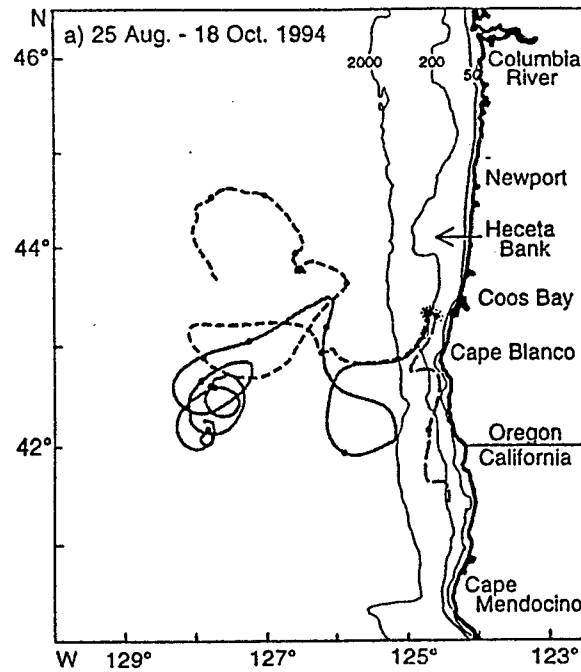 N
a) 25 Aug. - 18 Oct. 1994
46°
2000
200
50
Columbia
River
Newport
44°
Heceta
Bank
Coos Bay
Cape Blanco
42°
Oregon
California
Cape
Mendocino
W 129° 127° 125° 123°